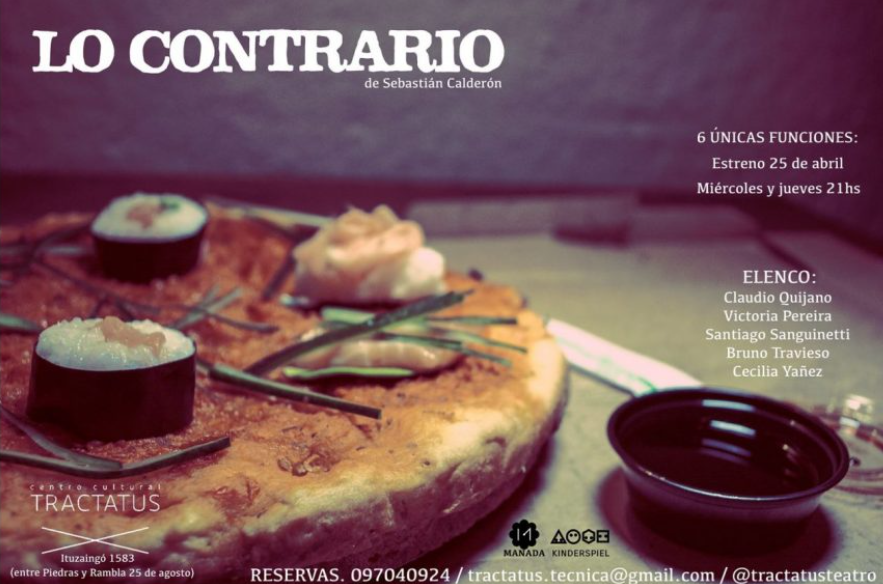 LO CONTRARIO
de Sebastián Calderón
6 ÚNICAS FUNCIONES:
Estreno 25 de abril
Miércoles y jueves 21hs
ELENCO:
Claudio Quijano
Victoria Pereira
Santiago Sanguinetti
Bruno Travieso
Cecilia Yañez
centro cultural
TRACTATUS
Ituzaingó 1583
(entre Piedras y Rambla 25 de agosto)
MANADA KINDERSPIEL
RESERVAS. 097040924 / tractatus.tecnica@gmail.com / @tractatusteatro